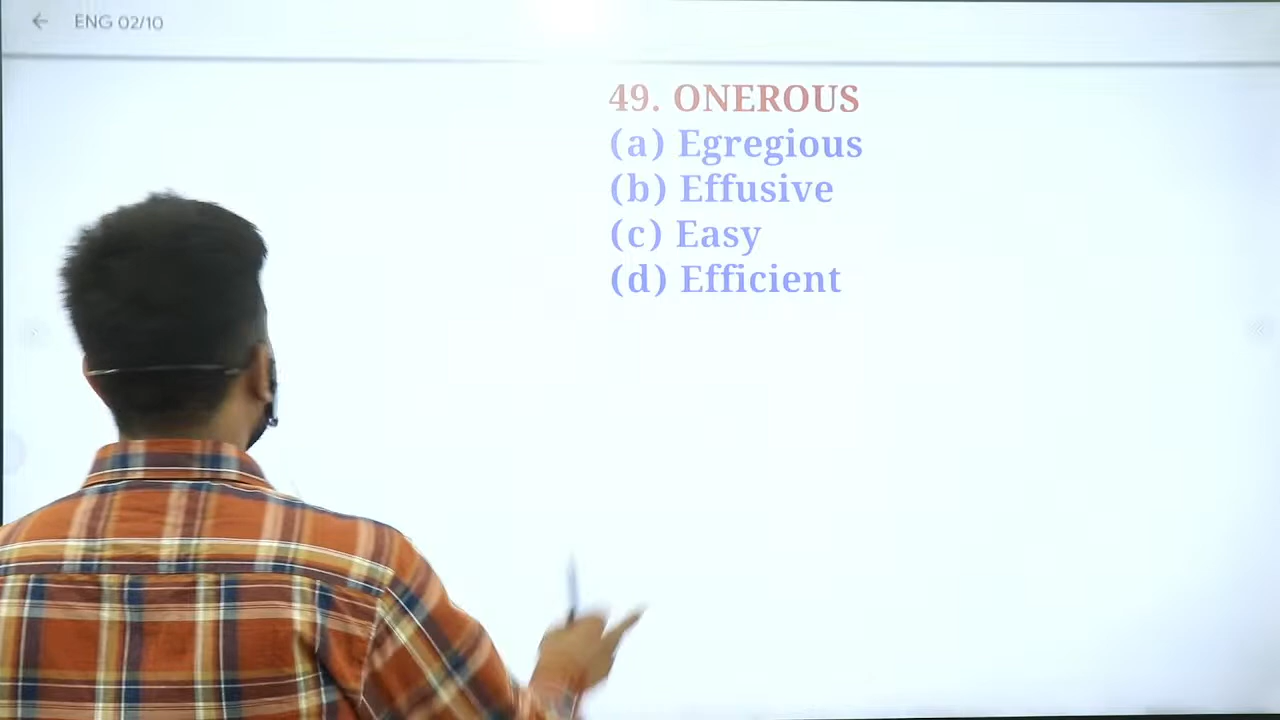 ENG 02/10
49. ONEROUS
(a) Egregious
(b) Effusive
(c) Easy
(d) Efficient